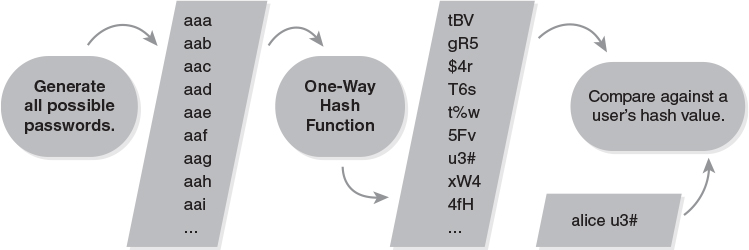 Generate
all possible
passwords.
aaa
aab
aac
aad
aae
aaf
aag
aah
aai
...
One-Way
Hash
Function
tBV
gR5
$4r
T6s
t%w
5Fv
u3#
xW4
4fH
...
Compare against a
user's hash value.
alice u3#